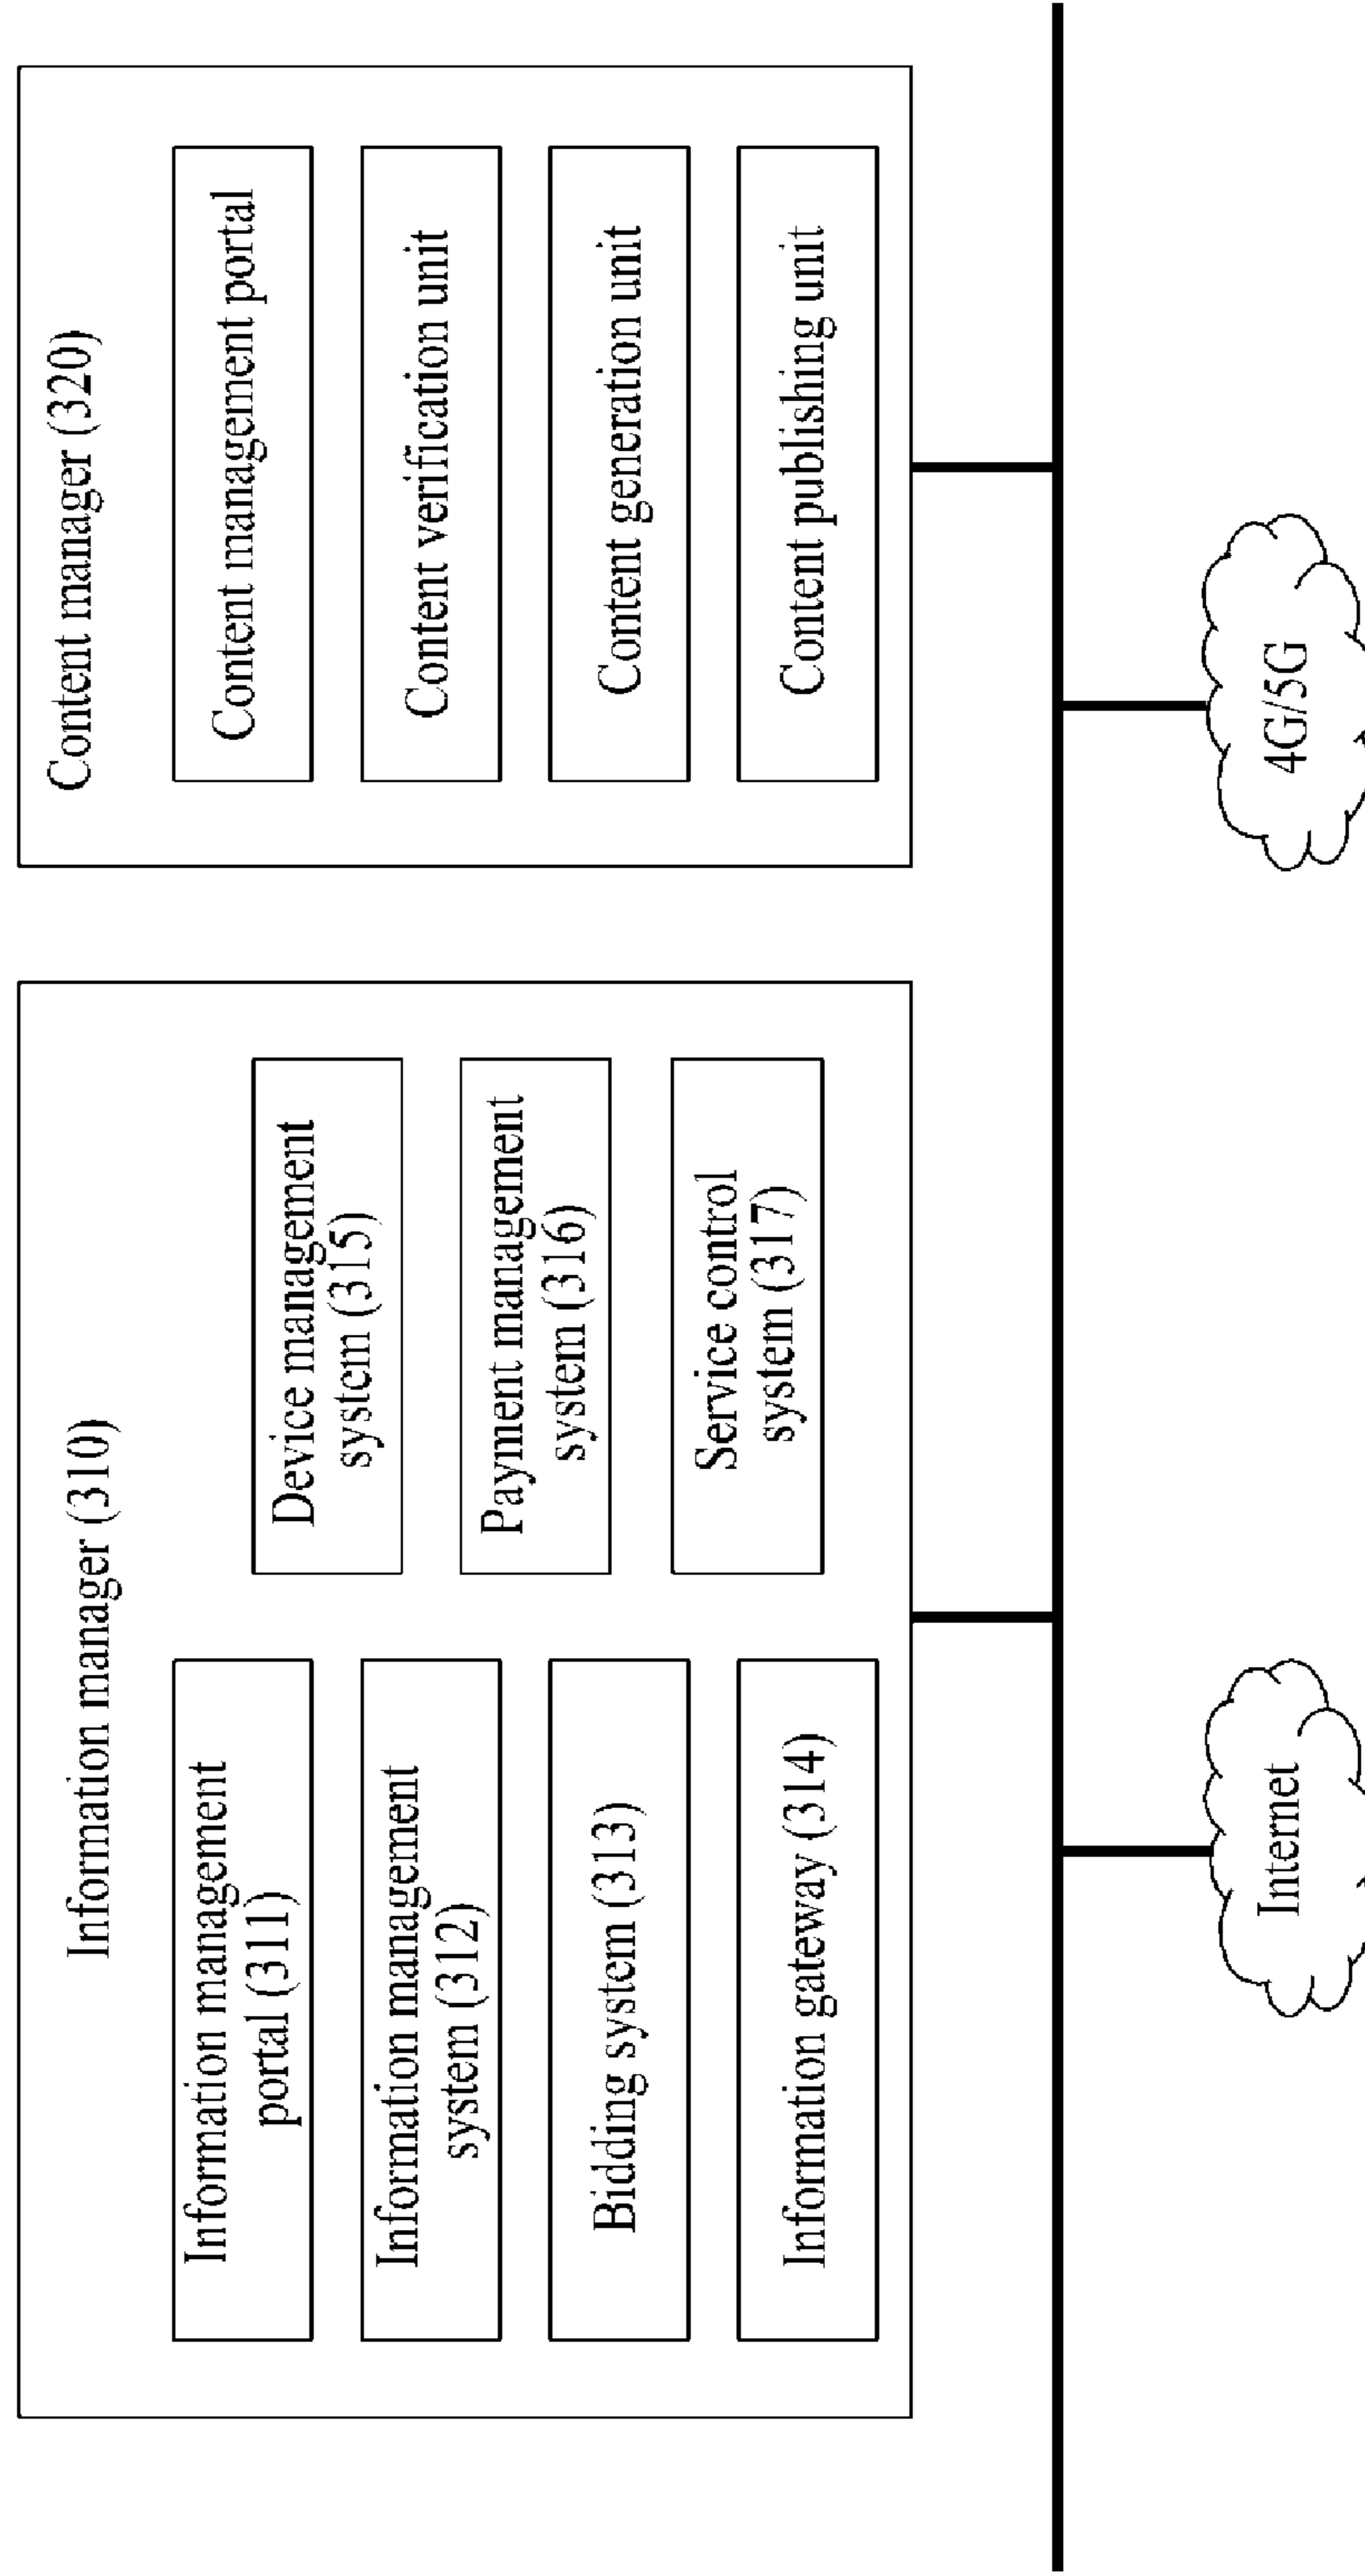 Information manager (310)
Information management
portal (311)
Information management
system (312)
Bidding system (313)
Information gateway (314)
Device management
system (315)
Payment management
system (316)
Service control
system (317)
Content manager (320)
Content management portal
Content verification unit
Content generation unit
Content publishing unit
Internet
4G/5G